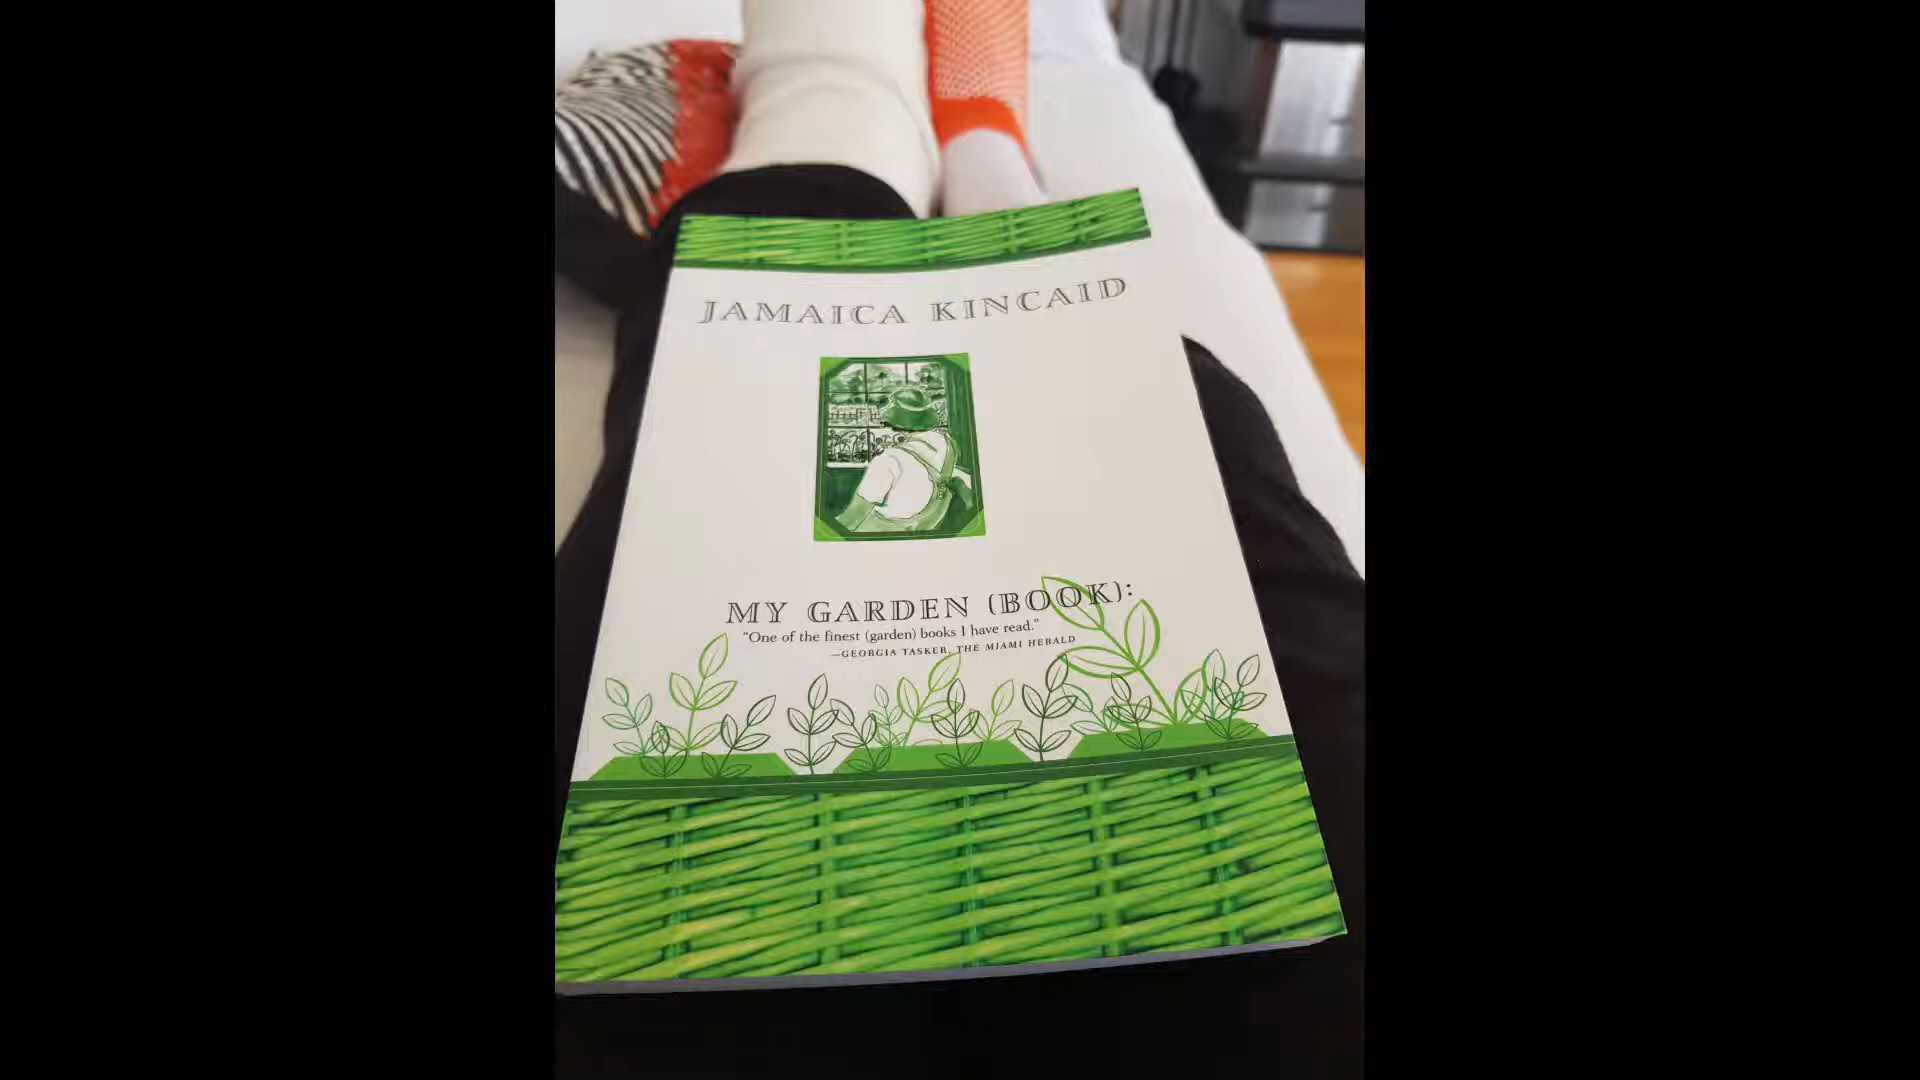 JAMAICA KINCAID
MY GARDEN (BOOK):
“One of the finest (garden) books I have read.”
—GEORGIA TASKER, THE MIAMI HERALD